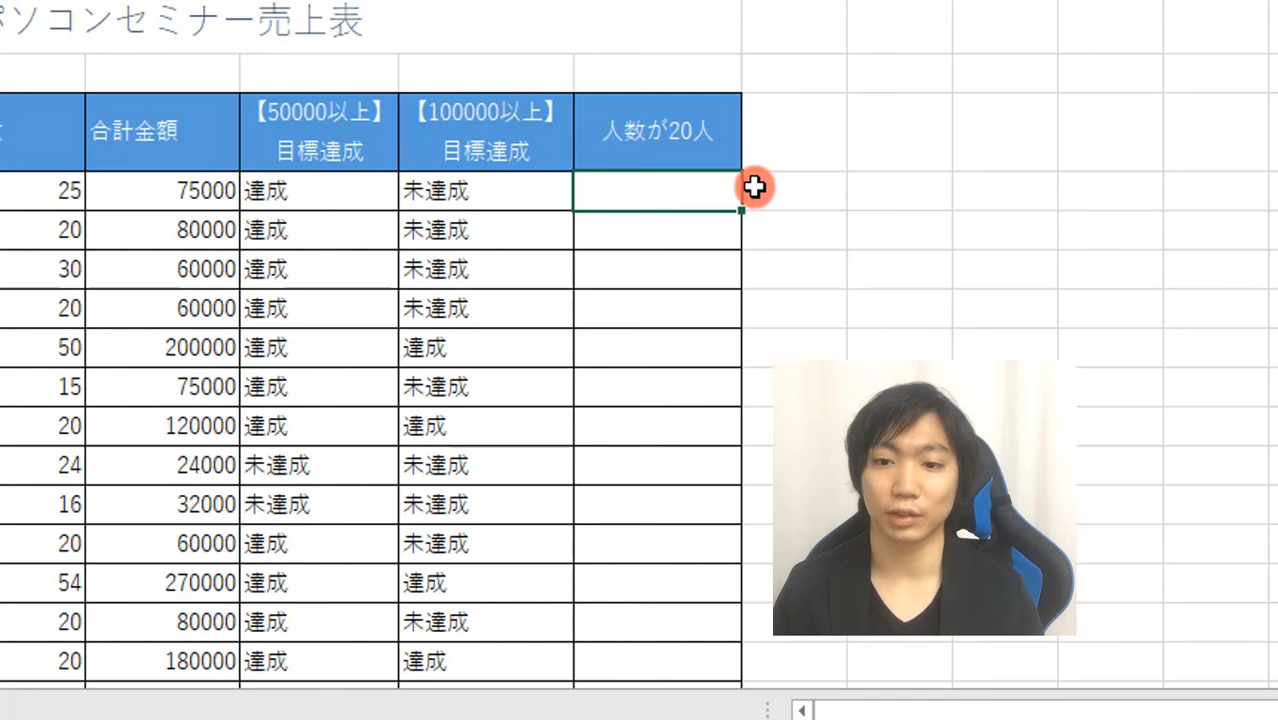 ソコンセミナー売上表
合計金額 【50000以上】目標達成 【100000以上】目標達成 人数が20人
25 75000 達成 未達成
20 80000 達成 未達成
30 60000 達成 未達成
20 60000 達成 未達成
50 200000 達成 達成
15 75000 達成 未達成
20 120000 達成 達成
24 24000 未達成 未達成
16 32000 未達成 未達成
20 60000 達成 未達成
54 270000 達成 達成
20 80000 達成 未達成
20 180000 達成 達成